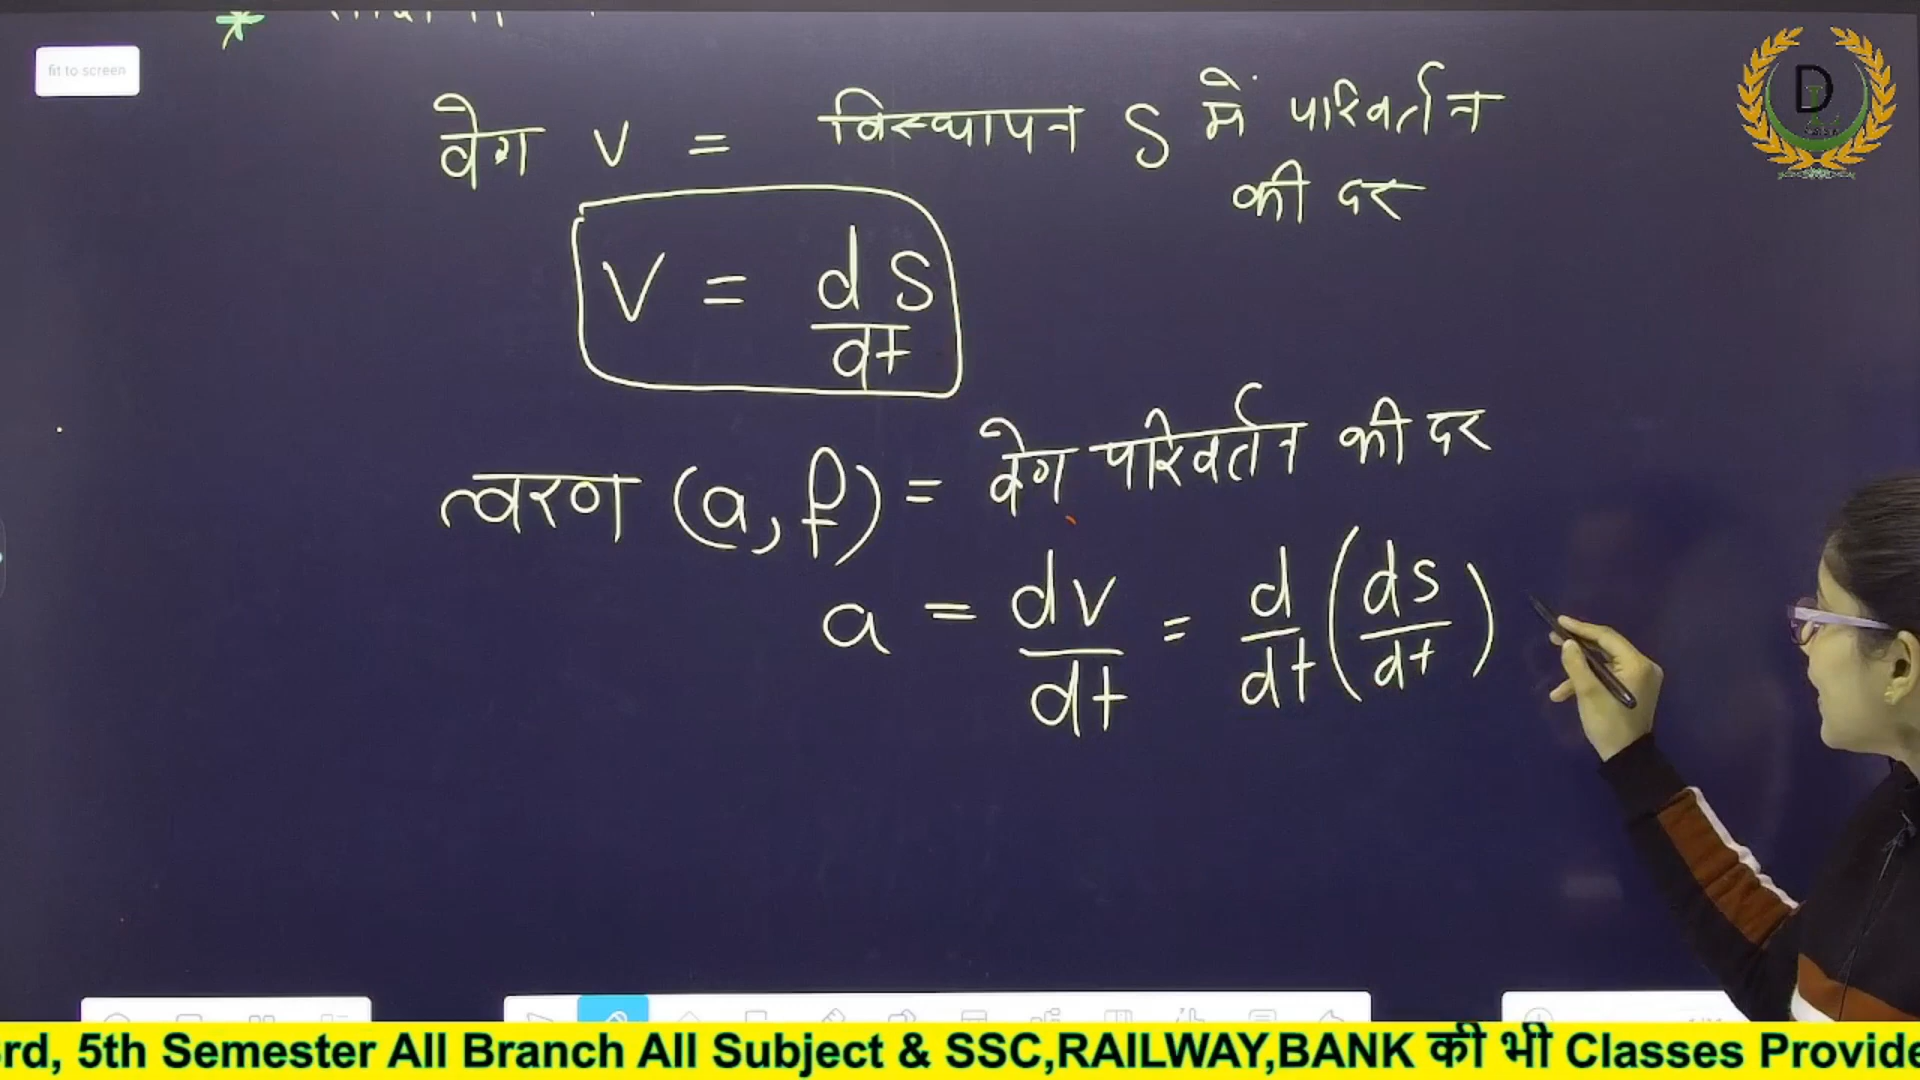 fit to screen
वेग v = विस्थापन S में परिवर्तन
की दर
V = dS/dt
त्वरण (a, f) = वेग परिवर्तन की दर
a = dv/dt = d/dt (ds/dt)
3rd, 5th Semester All Branch All Subject & SSC,RAILWAY,BANK की भी Classes Provide